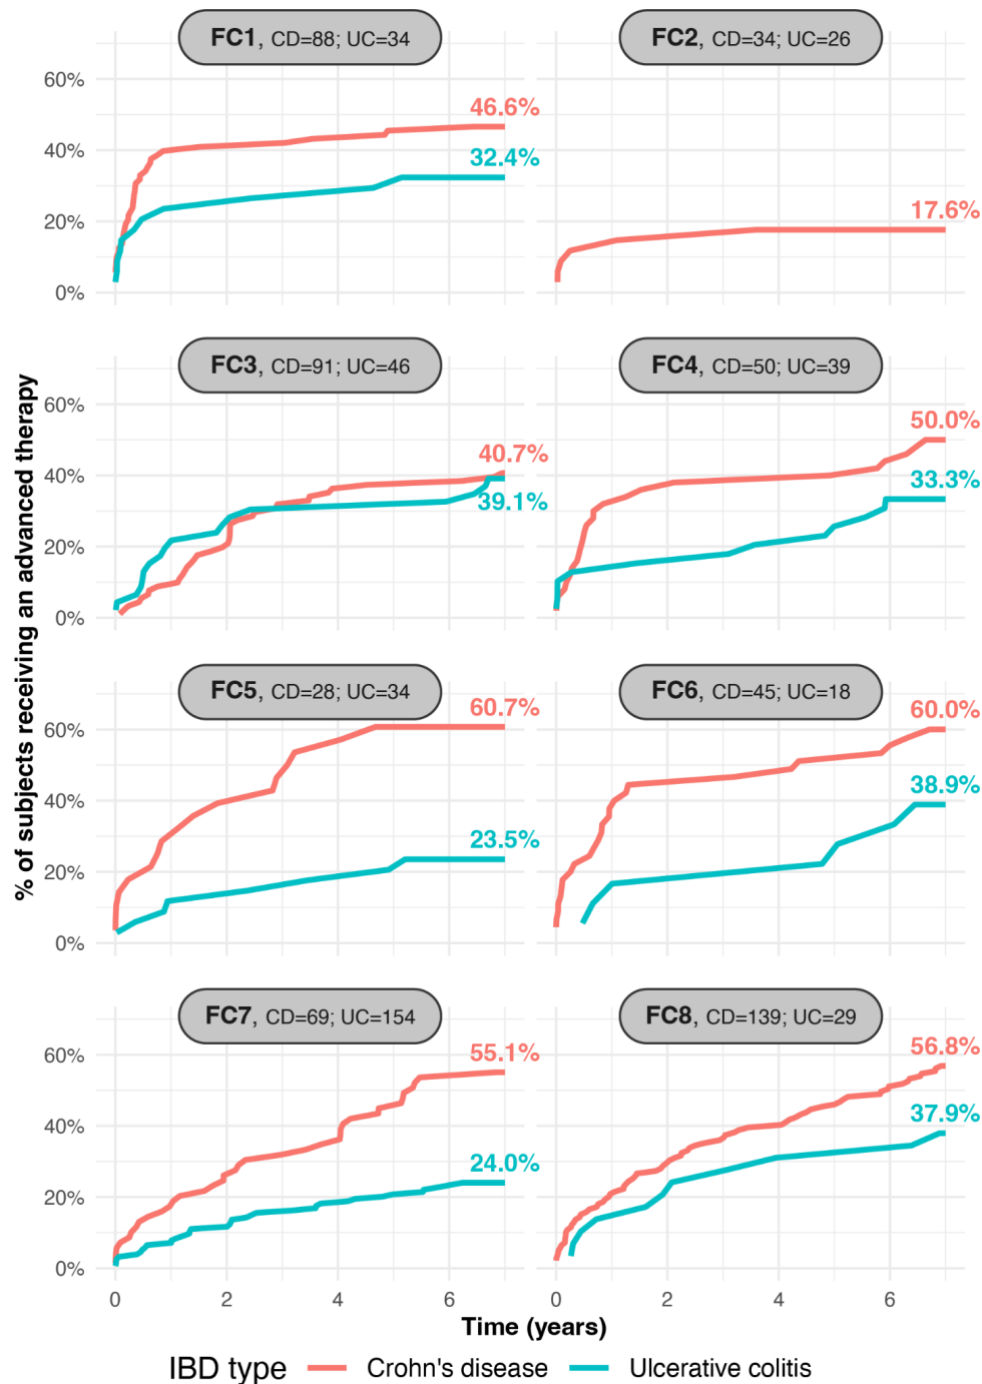 FC1, CD=88; UC=34
FC2, CD=34; UC=26
60%
40%
20%
0%
46.6%
32.4%
17.6%
FC3, CD=91; UC=46
FC4, CD=50; UC=39
60%
40%
20%
0%
40.7%
39.1%
50.0%
33.3%
% of subjects receiving an advanced therapy
FC5, CD=28; UC=34
FC6, CD=45; UC=18
60%
40%
20%
0%
60.7%
23.5%
60.0%
38.9%
FC7, CD=69; UC=154
FC8, CD=139; UC=29
60%
40%
20%
0%
55.1%
24.0%
56.8%
37.9%
0 2 4 6 0 2 4 6
Time (years)
IBD type Crohn's disease Ulcerative colitis